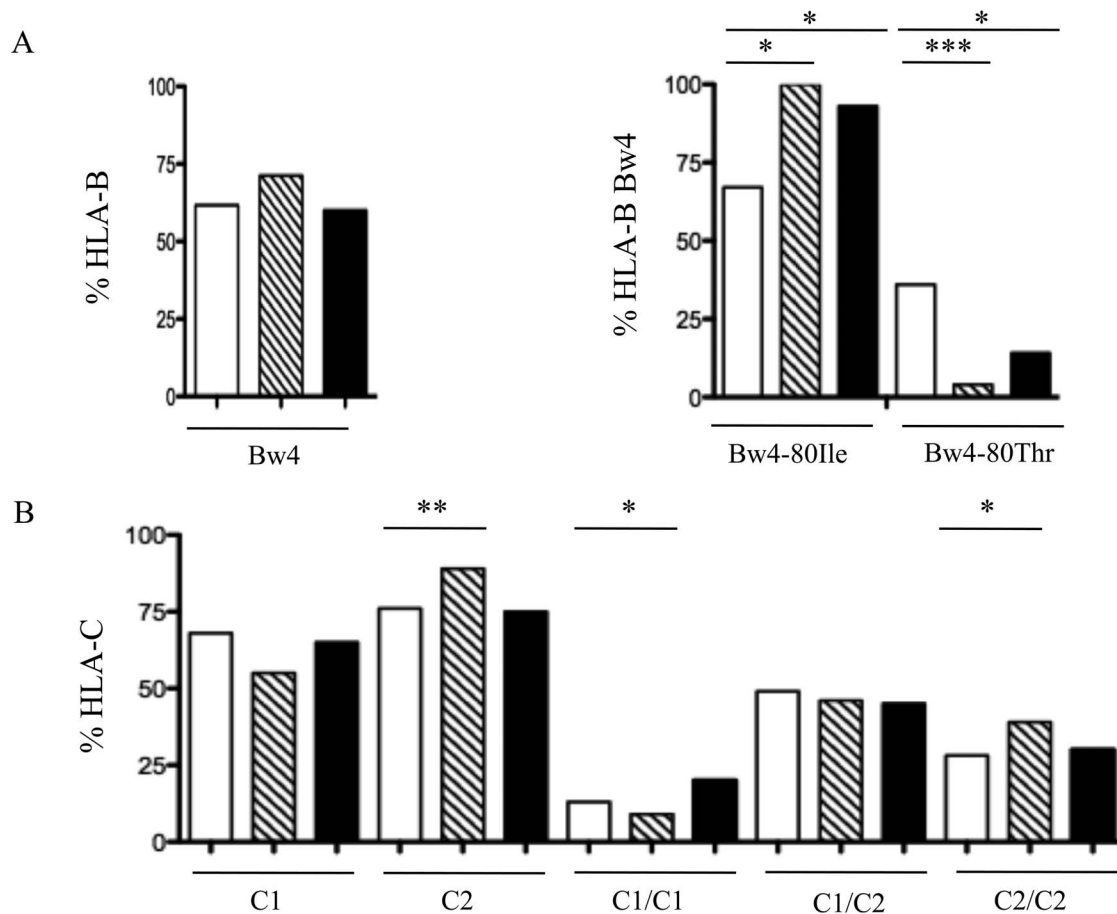 A
% HLA-B
100
75
50
25
0
Bw4
% HLA-B Bw4
100
75
50
25
0
*
*
*
***
Bw4-80Ile
Bw4-80Thr
B
% HLA-C
100
75
50
25
0
**
*
*
C1
C2
C1/C1
C1/C2
C2/C2